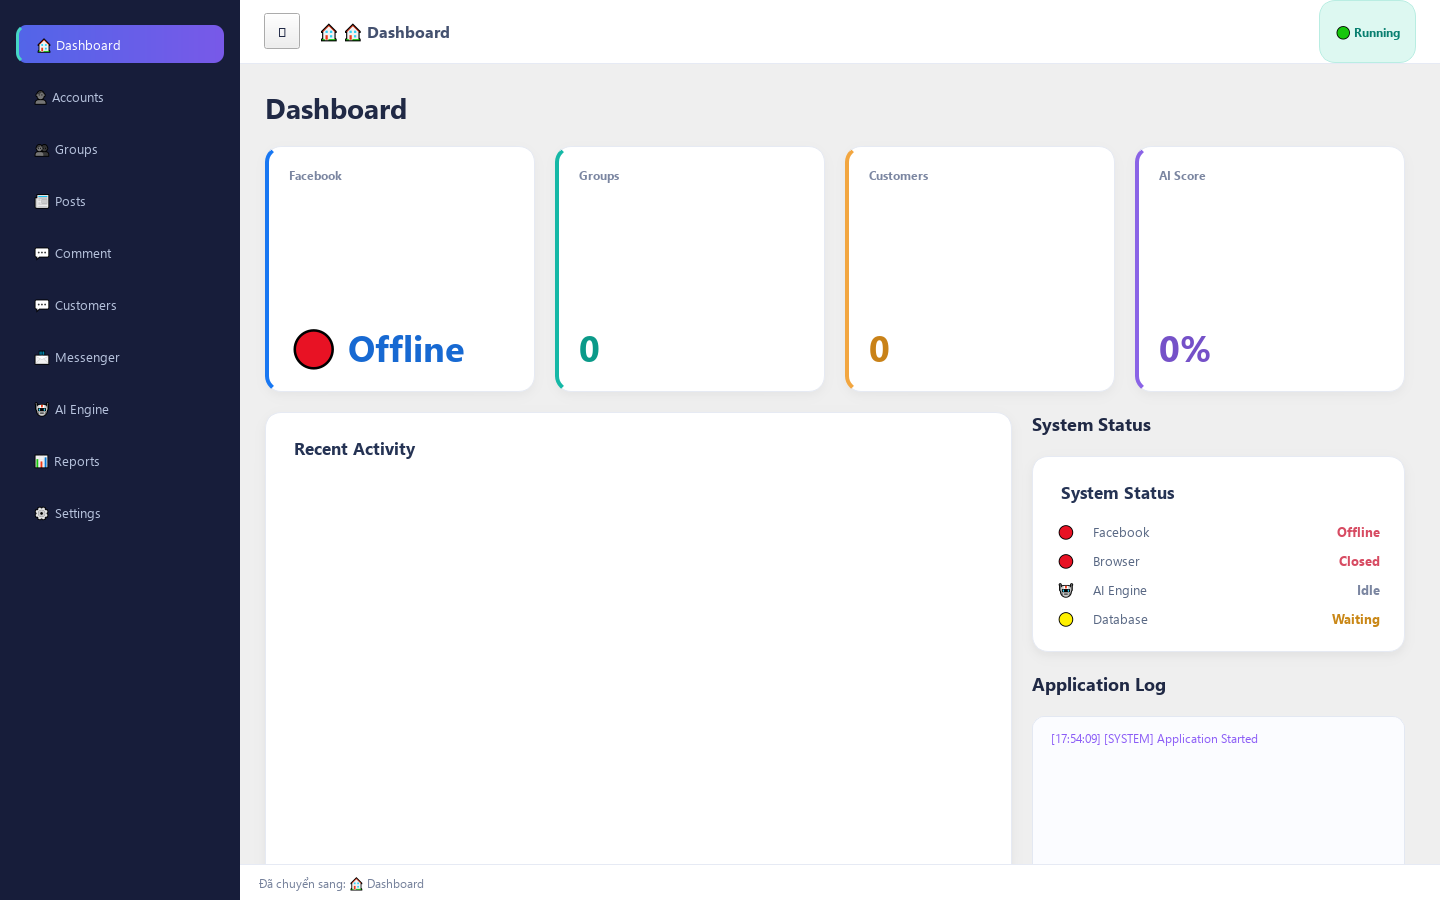 Dashboard
Accounts
Groups
Posts
Comment
Customers
Messenger
AI Engine
Reports
Settings
Dashboard
Running
Dashboard
Facebook
Offline
Groups
0
Customers
0
AI Score
0%
Recent Activity
System Status
System Status
Facebook Offline
Browser Closed
AI Engine Idle
Database Waiting
Application Log
[17:54:09] [SYSTEM] Application Started
Đã chuyển sang: 🏠 Dashboard